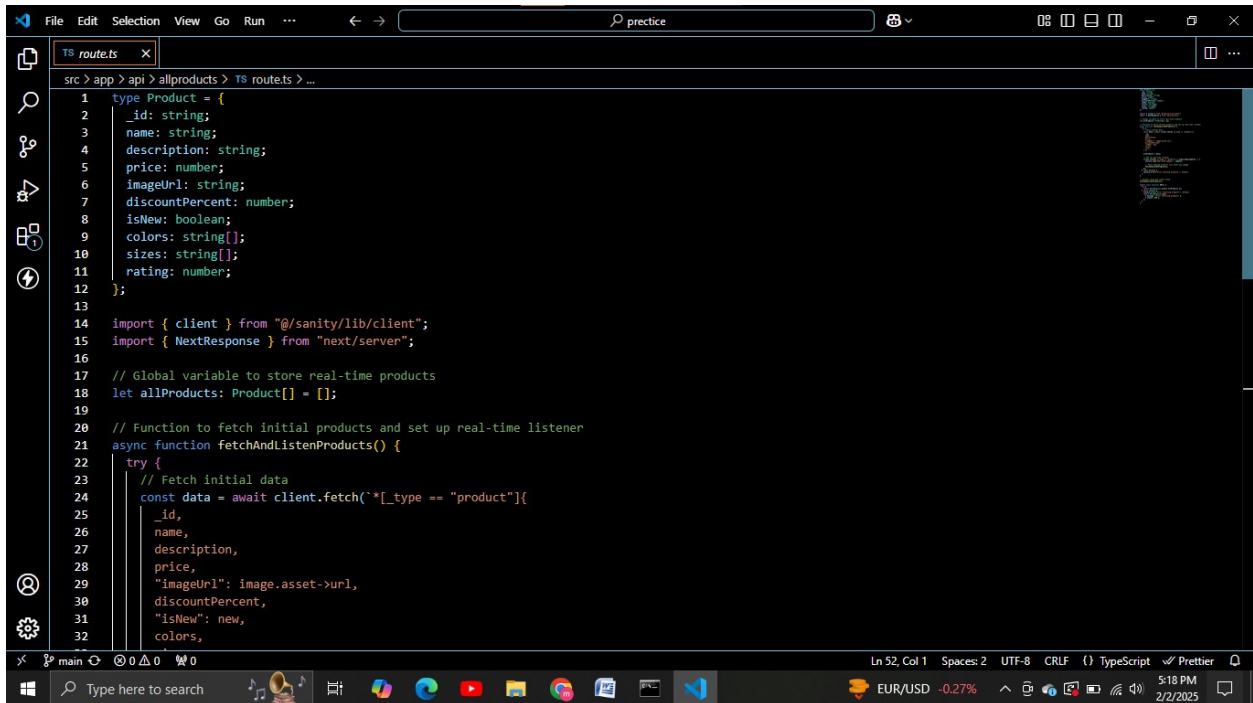 File Edit Selection View Go Run ··· ← → prectice
TS route.ts ×
src > app > api > allproducts > TS route.ts > ...
1 type Product = {
2 _id: string;
3 name: string;
4 description: string;
5 price: number;
6 imageUrl: string;
7 discountPercent: number;
8 isNew: boolean;
9 colors: string[];
10 sizes: string[];
11 rating: number;
12 };
13
14 import { client } from "@/sanity/lib/client";
15 import { NextResponse } from "next/server";
16
17 // Global variable to store real-time products
18 let allProducts: Product[] = [];
19
20 // Function to fetch initial products and set up real-time listener
21 async function fetchAndListenProducts() {
22 try {
23 // Fetch initial data
24 const data = await client.fetch(`*[_type == "product"]{
25 _id,
26 name,
27 description,
28 price,
29 "imageUrl": image.asset->url,
30 discountPercent,
31 "isNew": new,
32 colors,
1
main 0 0 0 Ln 52, Col 1 Spaces: 2 UTF-8 CRLF {} TypeScript Prettier
Type here to search EUR/USD -0.27% 5:18 PM
2/2/2025